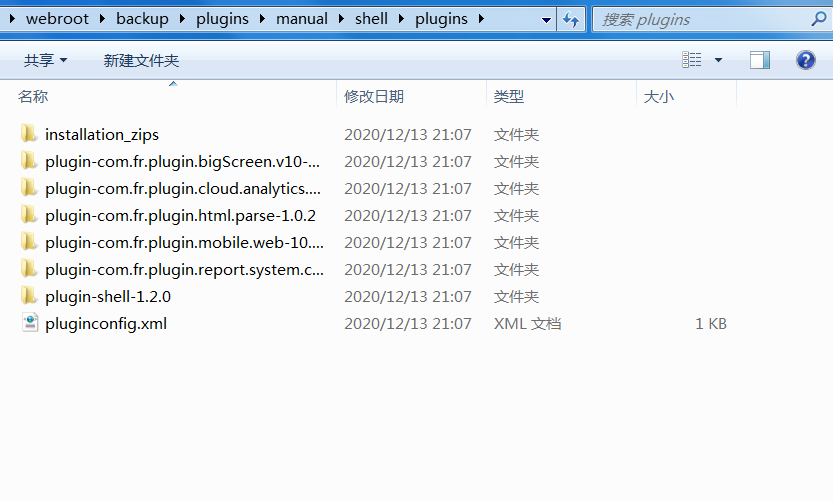 webroot backup plugins manual shell plugins 搜索 plugins
共享 新建文件夹
名称 修改日期 类型 大小
installation_zips 2020/12/13 21:07 文件夹
plugin-com.fr.plugin.bigScreen.v10-... 2020/12/13 21:07 文件夹
plugin-com.fr.plugin.cloud.analytics.... 2020/12/13 21:07 文件夹
plugin-com.fr.plugin.html.parse-1.0.2 2020/12/13 21:07 文件夹
plugin-com.fr.plugin.mobile.web-10.... 2020/12/13 21:07 文件夹
plugin-com.fr.plugin.report.system.c... 2020/12/13 21:07 文件夹
plugin-shell-1.2.0 2020/12/13 21:07 文件夹
pluginconfig.xml 2020/12/13 21:07 XML 文档 1 KB